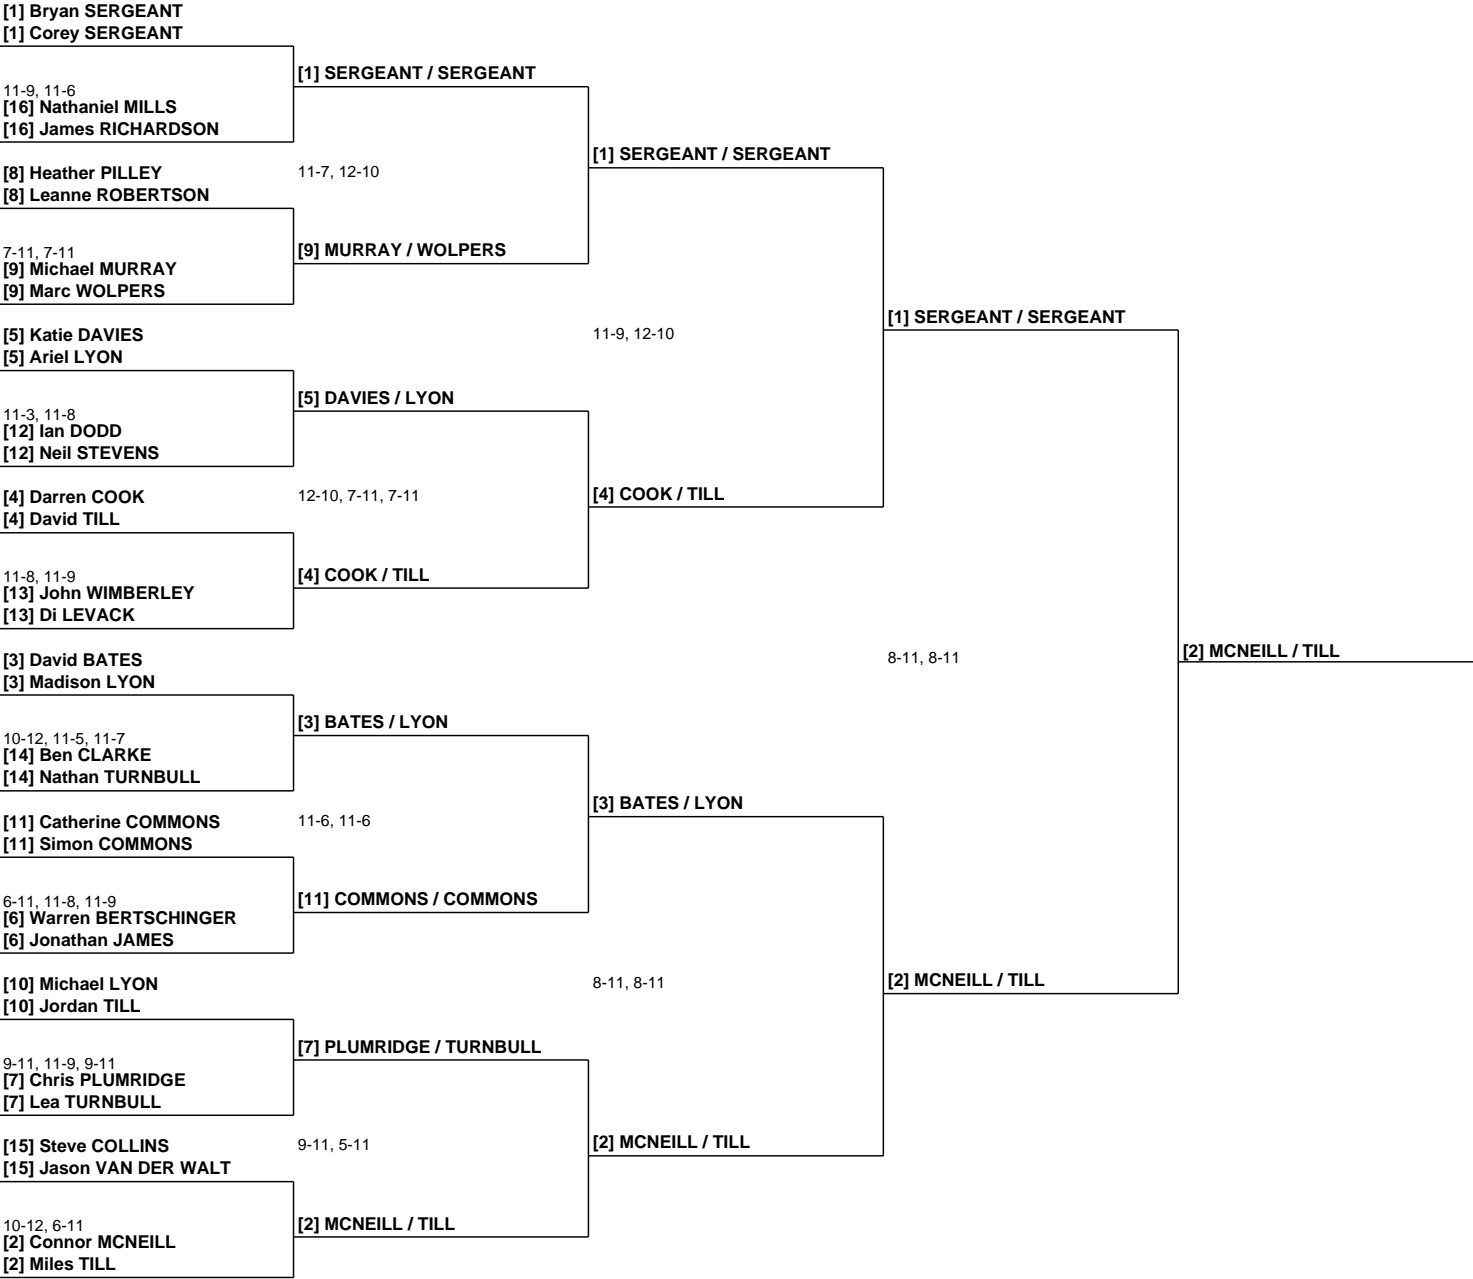 [1] Bryan SERGEANT
[1] Corey SERGEANT
11-9, 11-6
[16] Nathaniel MILLS
[16] James RICHARDSON
[8] Heather PILLEY
[8] Leanne ROBERTSON
7-11, 7-11
[9] Michael MURRAY
[9] Marc WOLPERS
[5] Katie DAVIES
[5] Ariel LYON
11-3, 11-8
[12] Ian DODD
[12] Neil STEVENS
[4] Darren COOK
[4] David TILL
11-8, 11-9
[13] John WIMBERLEY
[13] Di LEVACK
[3] David BATES
[3] Madison LYON
10-12, 11-5, 11-7
[14] Ben CLARKE
[14] Nathan TURNBULL
[11] Catherine COMMONS
[11] Simon COMMONS
6-11, 11-8, 11-9
[6] Warren BERTSCHINGER
[6] Jonathan JAMES
[10] Michael LYON
[10] Jordan TILL
9-11, 11-9, 9-11
[7] Chris PLUMRIDGE
[7] Lea TURNBULL
[15] Steve COLLINS
[15] Jason VAN DER WALT
10-12, 6-11
[2] Connor MCNEILL
[2] Miles TILL
[1] SERGEANT / SERGEANT
11-7, 12-10
[9] MURRAY / WOLPERS
[5] DAVIES / LYON
12-10, 7-11, 7-11
[4] COOK / TILL
[3] BATES / LYON
11-6, 11-6
[11] COMMONS / COMMONS
[7] PLUMRIDGE / TURNBULL
9-11, 5-11
[2] MCNEILL / TILL
[1] SERGEANT / SERGEANT
11-9, 12-10
[4] COOK / TILL
[3] BATES / LYON
8-11, 8-11
[2] MCNEILL / TILL
[1] SERGEANT / SERGEANT
8-11, 8-11
[2] MCNEILL / TILL
[2] MCNEILL / TILL